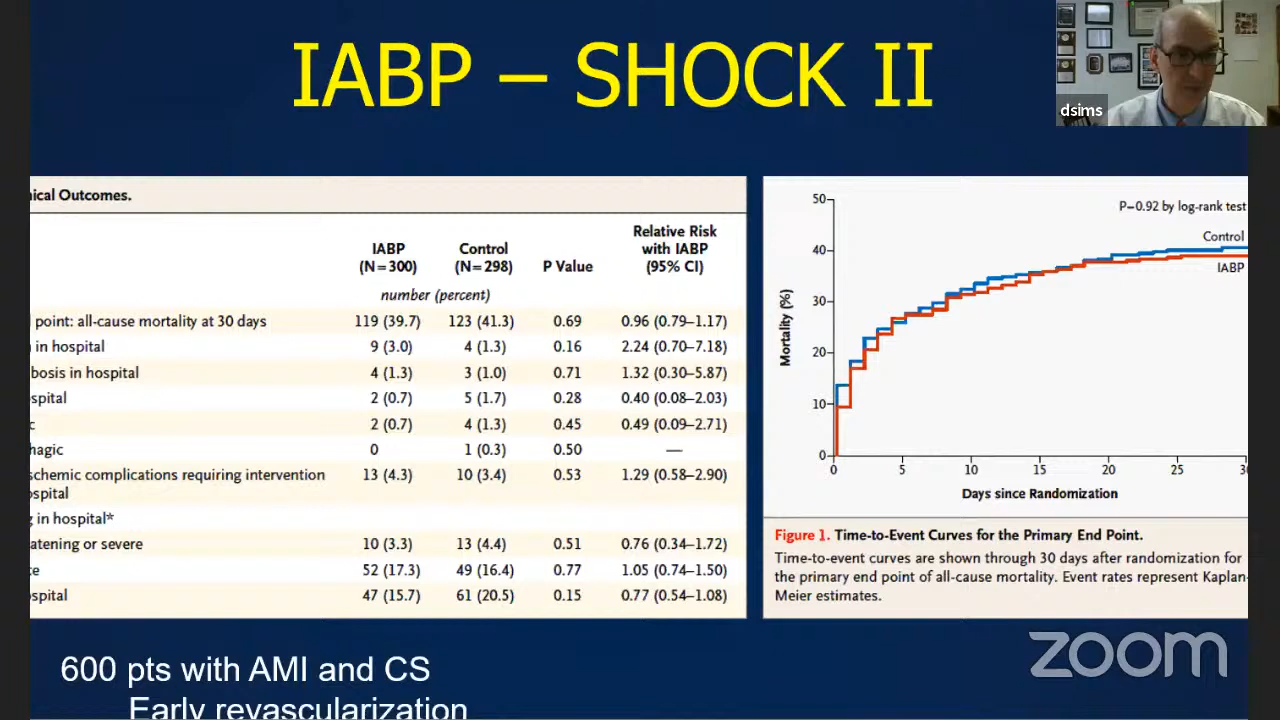 IABP – SHOCK II
dsims
ical Outcomes.
IABP (N=300) Control (N=298) P Value Relative Risk with IABP (95% CI)
number (percent)
point: all-cause mortality at 30 days 119 (39.7) 123 (41.3) 0.69 0.96 (0.79–1.17)
in hospital 9 (3.0) 4 (1.3) 0.16 2.24 (0.70–7.18)
bosis in hospital 4 (1.3) 3 (1.0) 0.71 1.32 (0.30–5.87)
spital 2 (0.7) 5 (1.7) 0.28 0.40 (0.08–2.03)
c 2 (0.7) 4 (1.3) 0.45 0.49 (0.09–2.71)
hagic 0 1 (0.3) 0.50 —
schemic complications requiring intervention 13 (4.3) 10 (3.4) 0.53 1.29 (0.58–2.90)
ospital
g in hospital*
atening or severe 10 (3.3) 13 (4.4) 0.51 0.76 (0.34–1.72)
te 52 (17.3) 49 (16.4) 0.77 1.05 (0.74–1.50)
ospital 47 (15.7) 61 (20.5) 0.15 0.77 (0.54–1.08)
P=0.92 by log-rank test
Control
IABP
Mortality (%)
50
40
30
20
10
0
0 5 10 15 20 25 30
Days since Randomization
Figure 1. Time-to-Event Curves for the Primary End Point.
Time-to-event curves are shown through 30 days after randomization for
the primary end point of all-cause mortality. Event rates represent Kaplan-
Meier estimates.
600 pts with AMI and CS
Early revascularization
zoom